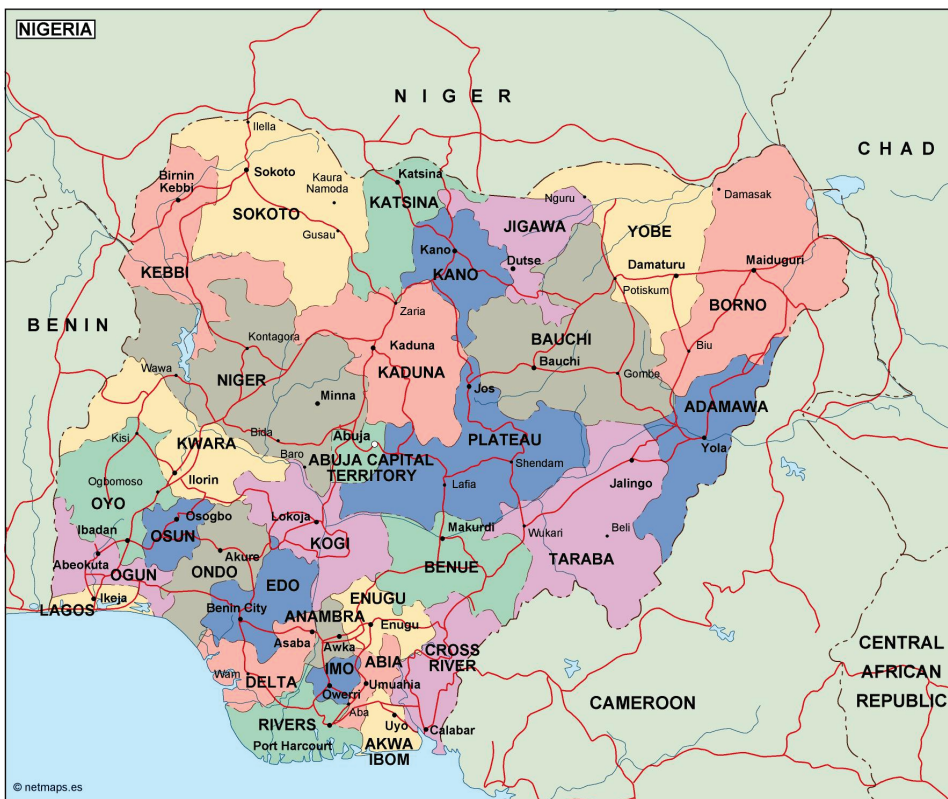 NIGERIA
NIGER
CHAD
Ilella
Birnin
Kebbi
Sokoto
Kaura
Namoda
Katsina
KATSINA
Damasak
SOKOTO
Nguru
JIGAWA
YOBE
Gusau
Kano
KANO
Dutse
KEBBI
Damaturu
Maiduguri
Potiskum
BORNO
BENIN
Zaria
Kontagora
Kaduna
BAUCHI
Biu
Wawa
NIGER
KADUNA
Bauchi
Gombe
Minna
Jos
ADAMAWA
Kisi
KWARA
Bida
Abuja
PLATEAU
Yola
Baro
ABUJA CAPITAL
TERRITORY
Shendam
Ogbomoso
Ilorin
Lafia
Jalingo
OYO
Osogbo
Lokoja
Makurdi
Wukari
Beli
Ibadan
OSUN
KOGI
Akure
TARABA
Abeokuta
OGUN
ONDO
EDO
BENUE
Ikeja
LAGOS
Benin City
ENUGU
ANAMBRA
Enugu
Asaba
Awka
CROSS
RIVER
CENTRAL
AFRICAN
REPUBLIC
IMO
ABIA
Wam
DELTA
Umuahia
Owerri
CAMEROON
Aba
RIVERS
Uyo
Calabar
Port Harcourt
AKWA
IBOM
© netmaps.es